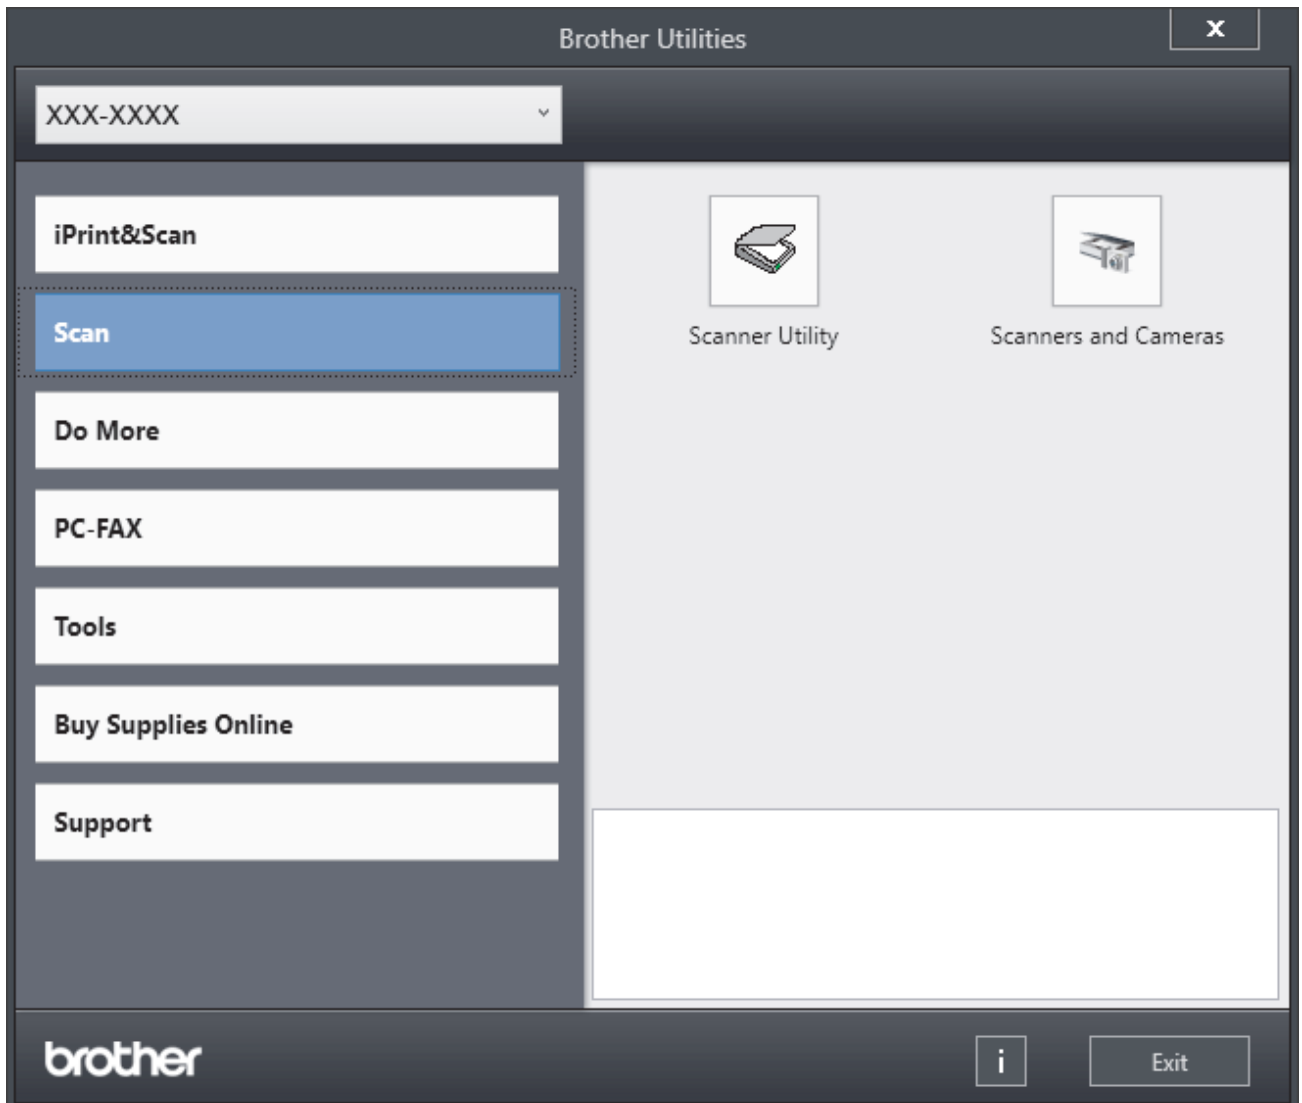 Brother Utilities
x
XXX-XXXX
iPrint&Scan
Scan
Do More
PC-FAX
Tools
Buy Supplies Online
Support
Scanner Utility
Scanners and Cameras
brother
i
Exit